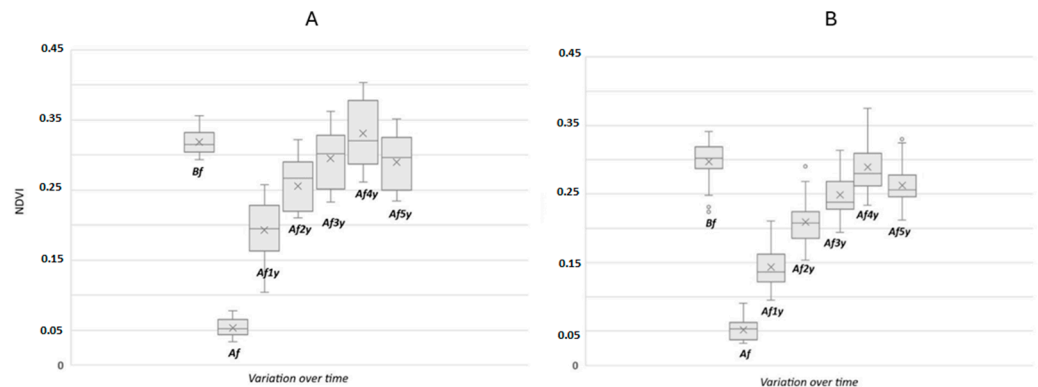 A
0.45
0.35
0.25
0.15
0.05
0
NDVI
Bf
Af
Af1y
Af2y
Af3y
Af4y
Af5y
Variation over time
B
0.45
0.35
0.25
0.15
0.05
0
Bf
Af
Af1y
Af2y
Af3y
Af4y
Af5y
Variation over time